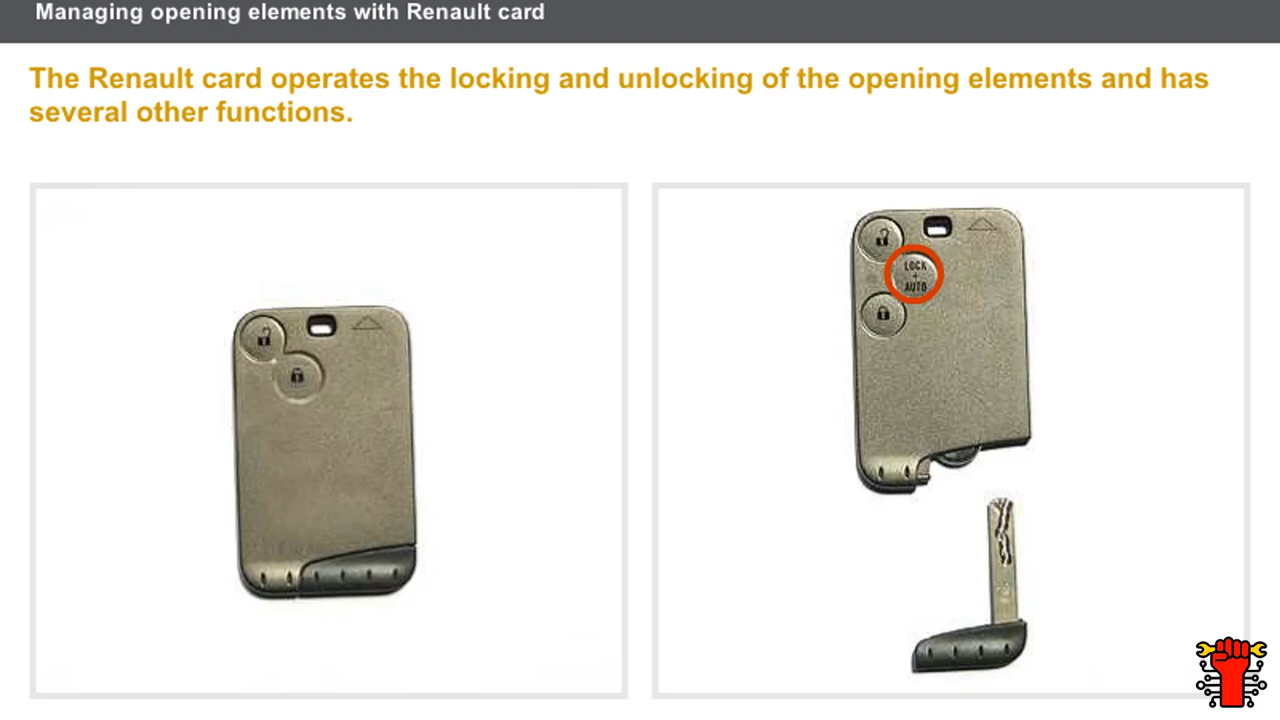 Managing opening elements with Renault card
The Renault card operates the locking and unlocking of the opening elements and has
several other functions.
LOCK
+
AUTO